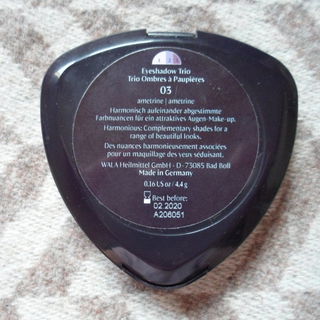 Eyeshadow Trio
Trio Ombres à Paupières
03
ametrine | ametrine
Harmonisch aufeinander abgestimmte
Farbnuancen für ein attraktives Augen-Make-up.
Harmonious: Complementary shades for a
range of beautiful looks.
Des nuances harmonieusement associées
pour un maquillage des yeux séduisant.
WALA Heilmittel GmbH - D-73085 Bad Boll
Made in Germany
0.16 US oz / 4,4 g
Best before:
02.2020
A206051